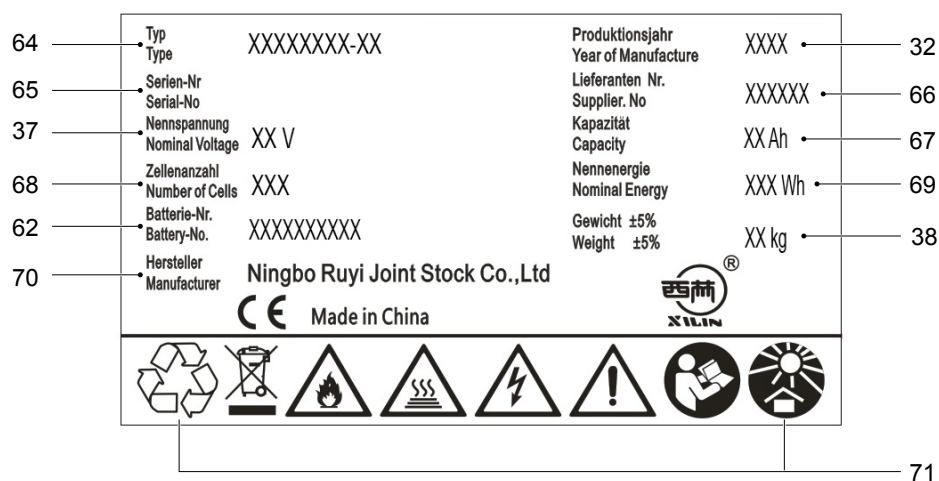 64
Typ
Type
XXXXXXXX-XX
Produktionsjahr
Year of Manufacture
XXXX
32
65
Serien-Nr
Serial-No
Lieferanten Nr.
Supplier. No
XXXXXX
66
37
Nennspannung
Nominal Voltage
XX V
Kapazität
Capacity
XX Ah
67
68
Zellenanzahl
Number of Cells
XXX
Nennenergie
Nominal Energy
XXX Wh
69
62
Batterie-Nr.
Battery-No.
XXXXXXXXXX
Gewicht ±5%
Weight ±5%
XX kg
38
70
Hersteller
Manufacturer
Ningbo Ruyi Joint Stock Co.,Ltd
CE Made in China
西林
®
XILIN
71